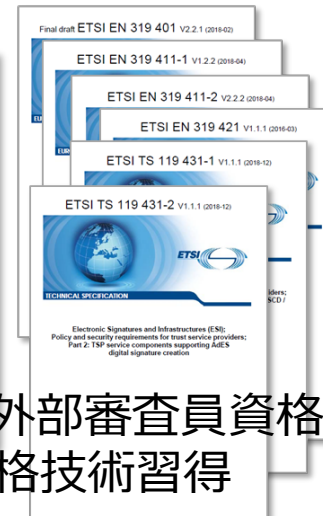 Final draft ETSI EN 319 401 V2.2.1 (2018-02)
ETSI EN 319 411-1 V1.2.2 (2018-04)
ETSI EN 319 411-2 V2.2.2 (2018-04)
ETSI EN 319 421 V1.1.1 (2016-03)
ETSI TS 119 431-1 V1.1.1 (2018-12)
ETSI TS 119 431-2 V1.1.1 (2018-12)
ETSI
TECHNICAL SPECIFICATION
Electronic Signatures and Infrastructures (ESI);
Policy and security requirements for trust service providers;
Part 2: TSP service components supporting AdES
digital signature creation
iders;
SCD /
外部審査員資格
格技術習得